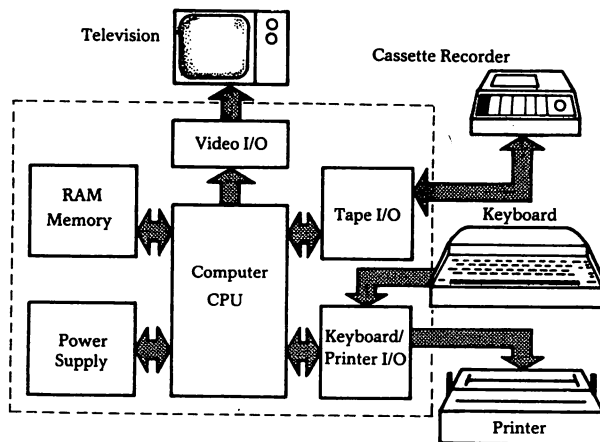 Television
Cassette Recorder
Video I/O
RAM
Memory
Tape I/O
Keyboard
Computer
CPU
Power
Supply
Keyboard/
Printer I/O
Printer